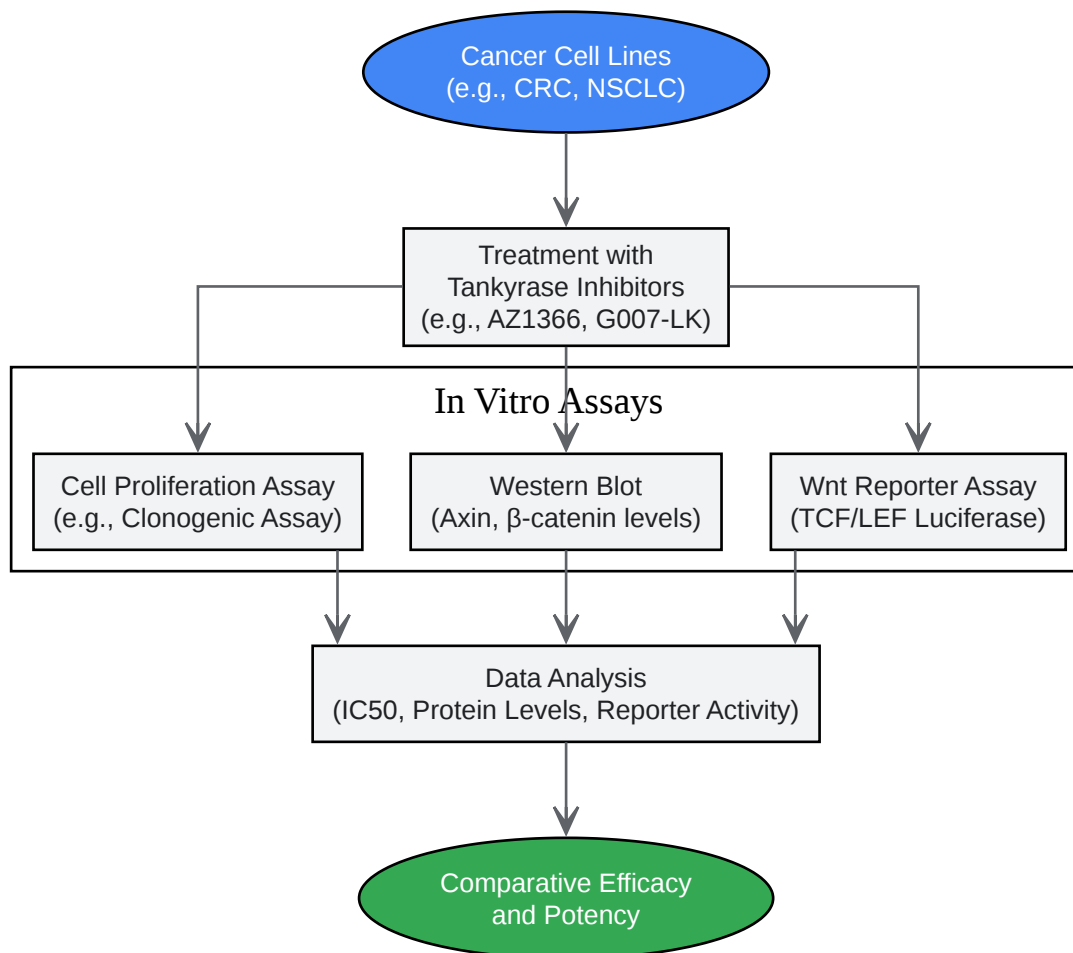 Cancer Cell Lines
(e.g., CRC, NSCLC)
Treatment with
Tankyrase Inhibitors
(e.g., AZ1366, G007-LK)
In Vitro Assays
Cell Proliferation Assay
(e.g., Clonogenic Assay)
Western Blot
(Axin, β-catenin levels)
Wnt Reporter Assay
(TCF/LEF Luciferase)
Data Analysis
(IC50, Protein Levels, Reporter Activity)
Comparative Efficacy
and Potency